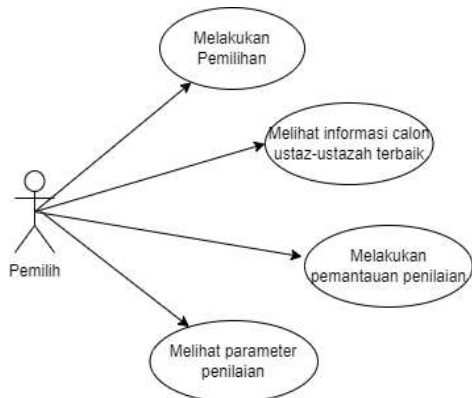 Melakukan
Pemilihan
Melihat informasi calon
ustaz-ustazah terbaik
Pemilih
Melakukan
pemantauan penilaian
Melihat parameter
penilaian